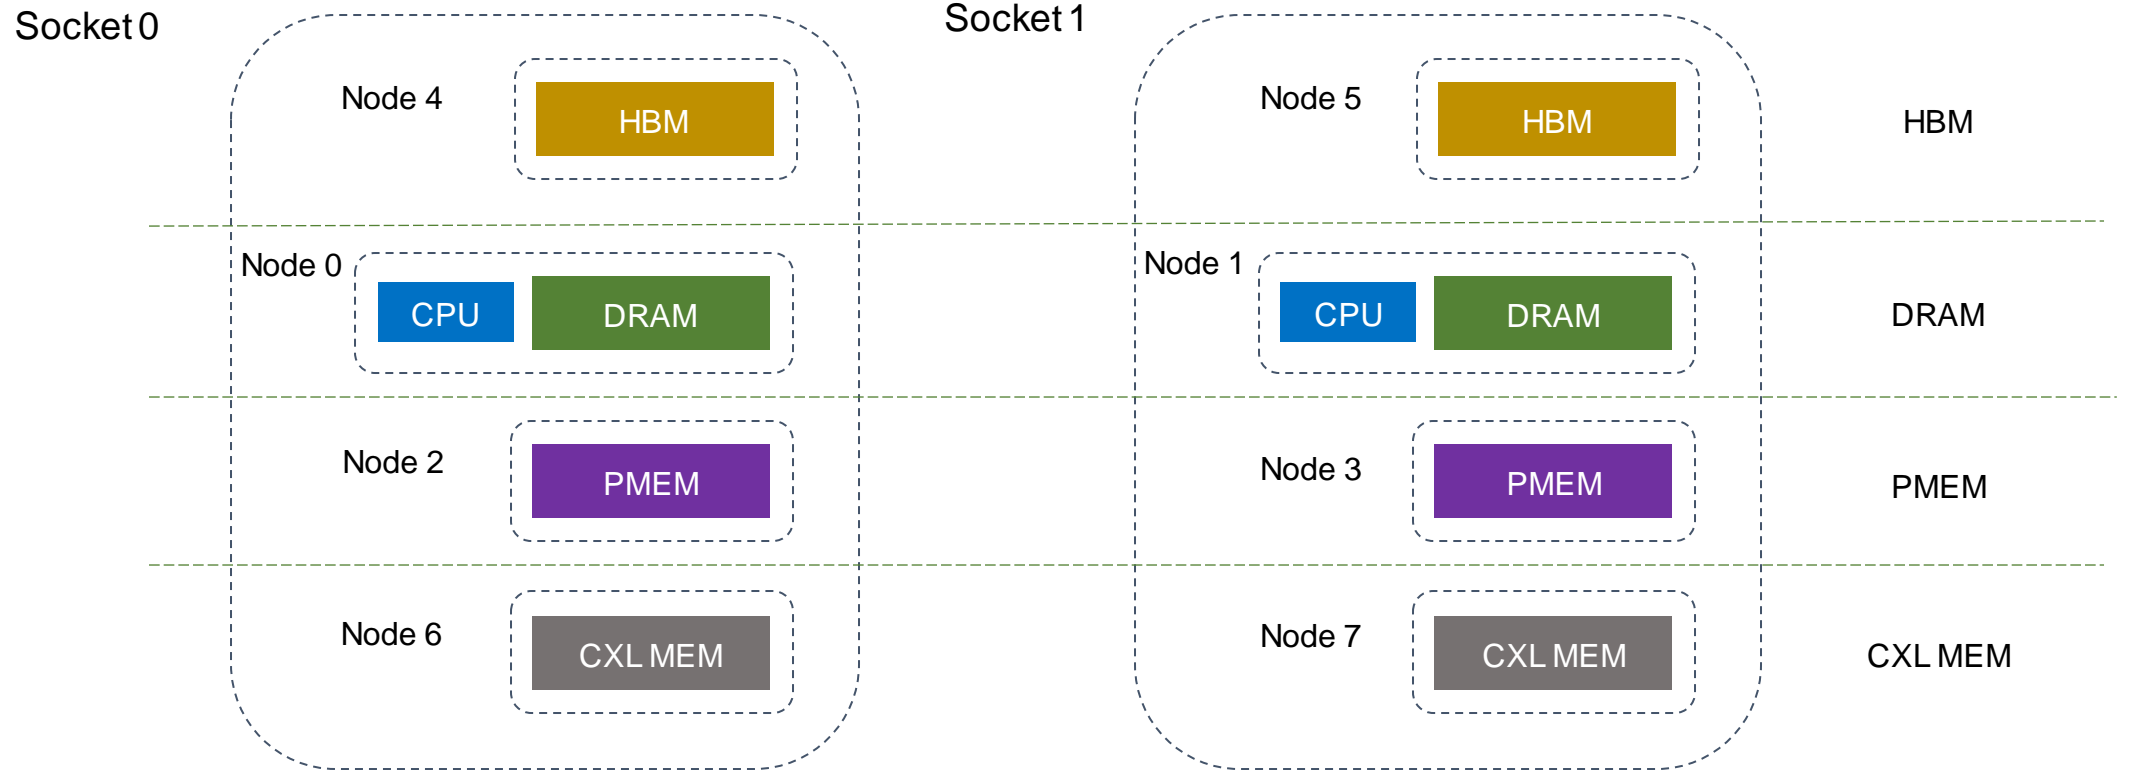 Socket 0
Socket 1
Node 4
HBM
Node 5
HBM
HBM
Node 0
CPU
DRAM
Node 1
CPU
DRAM
DRAM
Node 2
PMEM
Node 3
PMEM
PMEM
Node 6
CXL MEM
Node 7
CXL MEM
CXL MEM